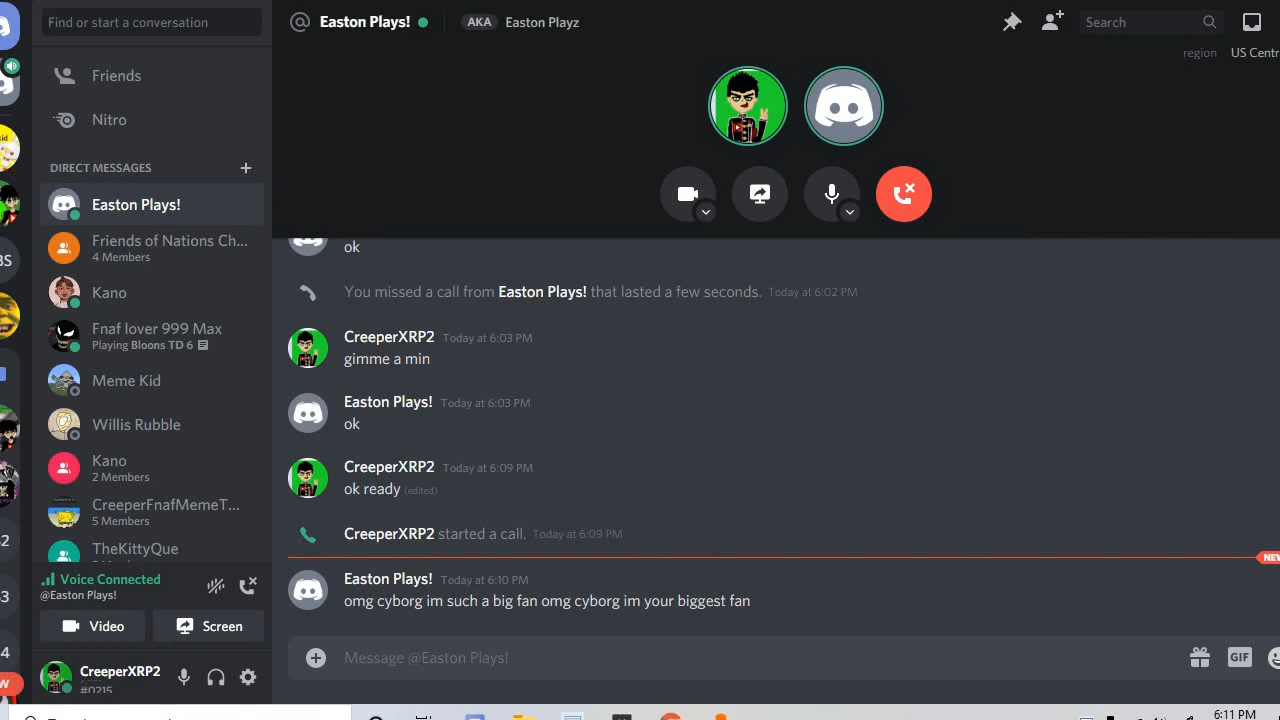 Find or start a conversation
Easton Plays!
AKA Easton Playz
Search
region US Centr
Friends
Nitro
DIRECT MESSAGES
Easton Plays!
Friends of Nations Ch...
4 Members
Kano
Fnaf lover 999 Max
Playing Bloons TD 6
Meme Kid
Willis Rubble
Kano
2 Members
CreeperFnafMemeT...
5 Members
TheKittyQue
Voice Connected
@Easton Plays!
Video
Screen
CreeperXRP2
#0215
ok
You missed a call from Easton Plays! that lasted a few seconds. Today at 6:02 PM
CreeperXRP2 Today at 6:03 PM
gimme a min
Easton Plays! Today at 6:03 PM
ok
CreeperXRP2 Today at 6:09 PM
ok ready (edited)
CreeperXRP2 started a call. Today at 6:09 PM
NEW
Easton Plays! Today at 6:10 PM
omg cyborg im such a big fan omg cyborg im your biggest fan
Message @Easton Plays!
GIF
6:11 PM